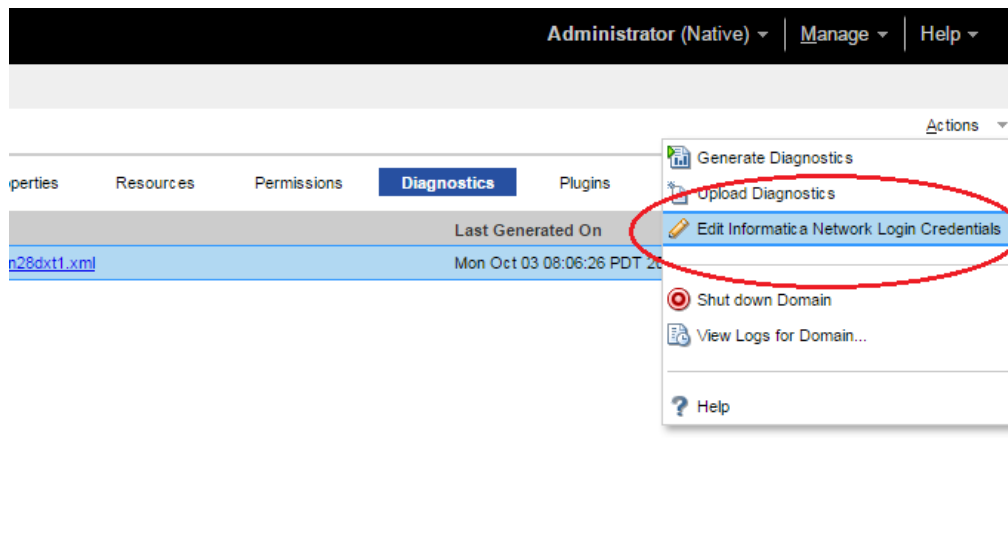 Administrator (Native) Manage Help
Actions
Generate Diagnostics
perties Resources Permissions Diagnostics Plugins
Upload Diagnostics
Last Generated On
Edit Informatica Network Login Credentials
n28dxt1.xml Mon Oct 03 08:06:26 PDT
Shut down Domain
View Logs for Domain...
Help